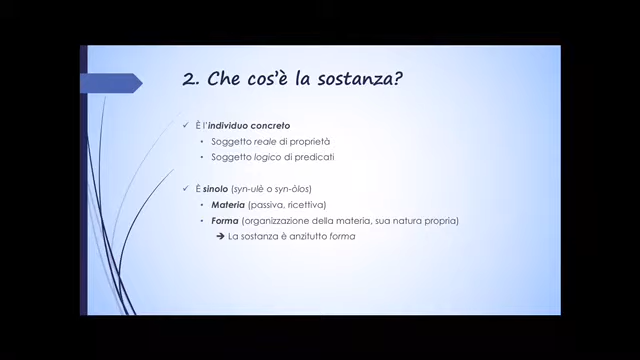 2. Che cos'è la sostanza?
✓ È l'individuo concreto
• Soggetto reale di proprietà
• Soggetto logico di predicati
✓ È sinolo (syn-ulè o syn-òlos)
• Materia (passiva, ricettiva)
• Forma (organizzazione della materia, sua natura propria)
➔ La sostanza è anzitutto forma